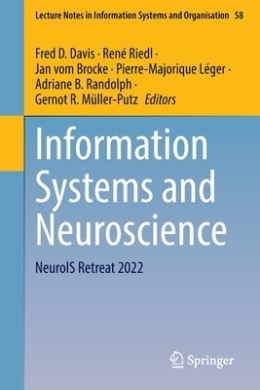 Lecture Notes in Information Systems and Organisation 58
Fred D. Davis · René Riedl
Jan vom Brocke · Pierre-Majorique Léger
Adriane B. Randolph
Gernot R. Müller-Putz Editors
Information
Systems and
Neuroscience
NeuroIS Retreat 2022
Springer